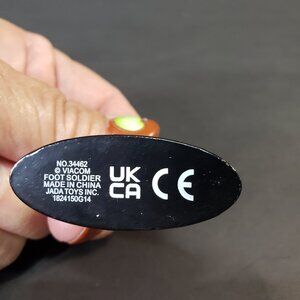 NO.34462
© VIACOM
FOOT SOLDIER
MADE IN CHINA
JADA TOYS INC.
1824150G14
UK
CA
CE